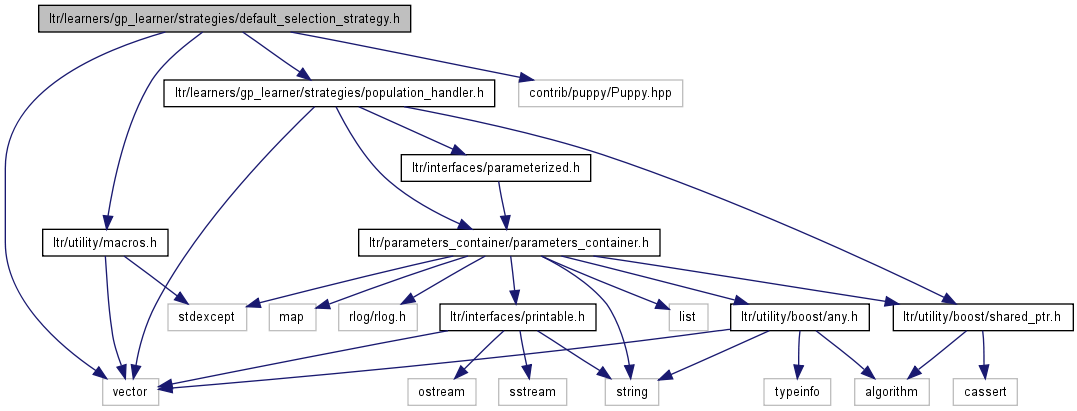 ltr/learners/gp_learner/strategies/default_selection_strategy.h
ltr/learners/gp_learner/strategies/population_handler.h
contrib/puppy/Puppy.hpp
ltr/interfaces/parameterized.h
ltr/utility/macros.h
ltr/parameters_container/parameters_container.h
stdexcept
map
rlog/rlog.h
ltr/interfaces/printable.h
list
ltr/utility/boost/any.h
ltr/utility/boost/shared_ptr.h
vector
ostream
sstream
string
typeinfo
algorithm
cassert